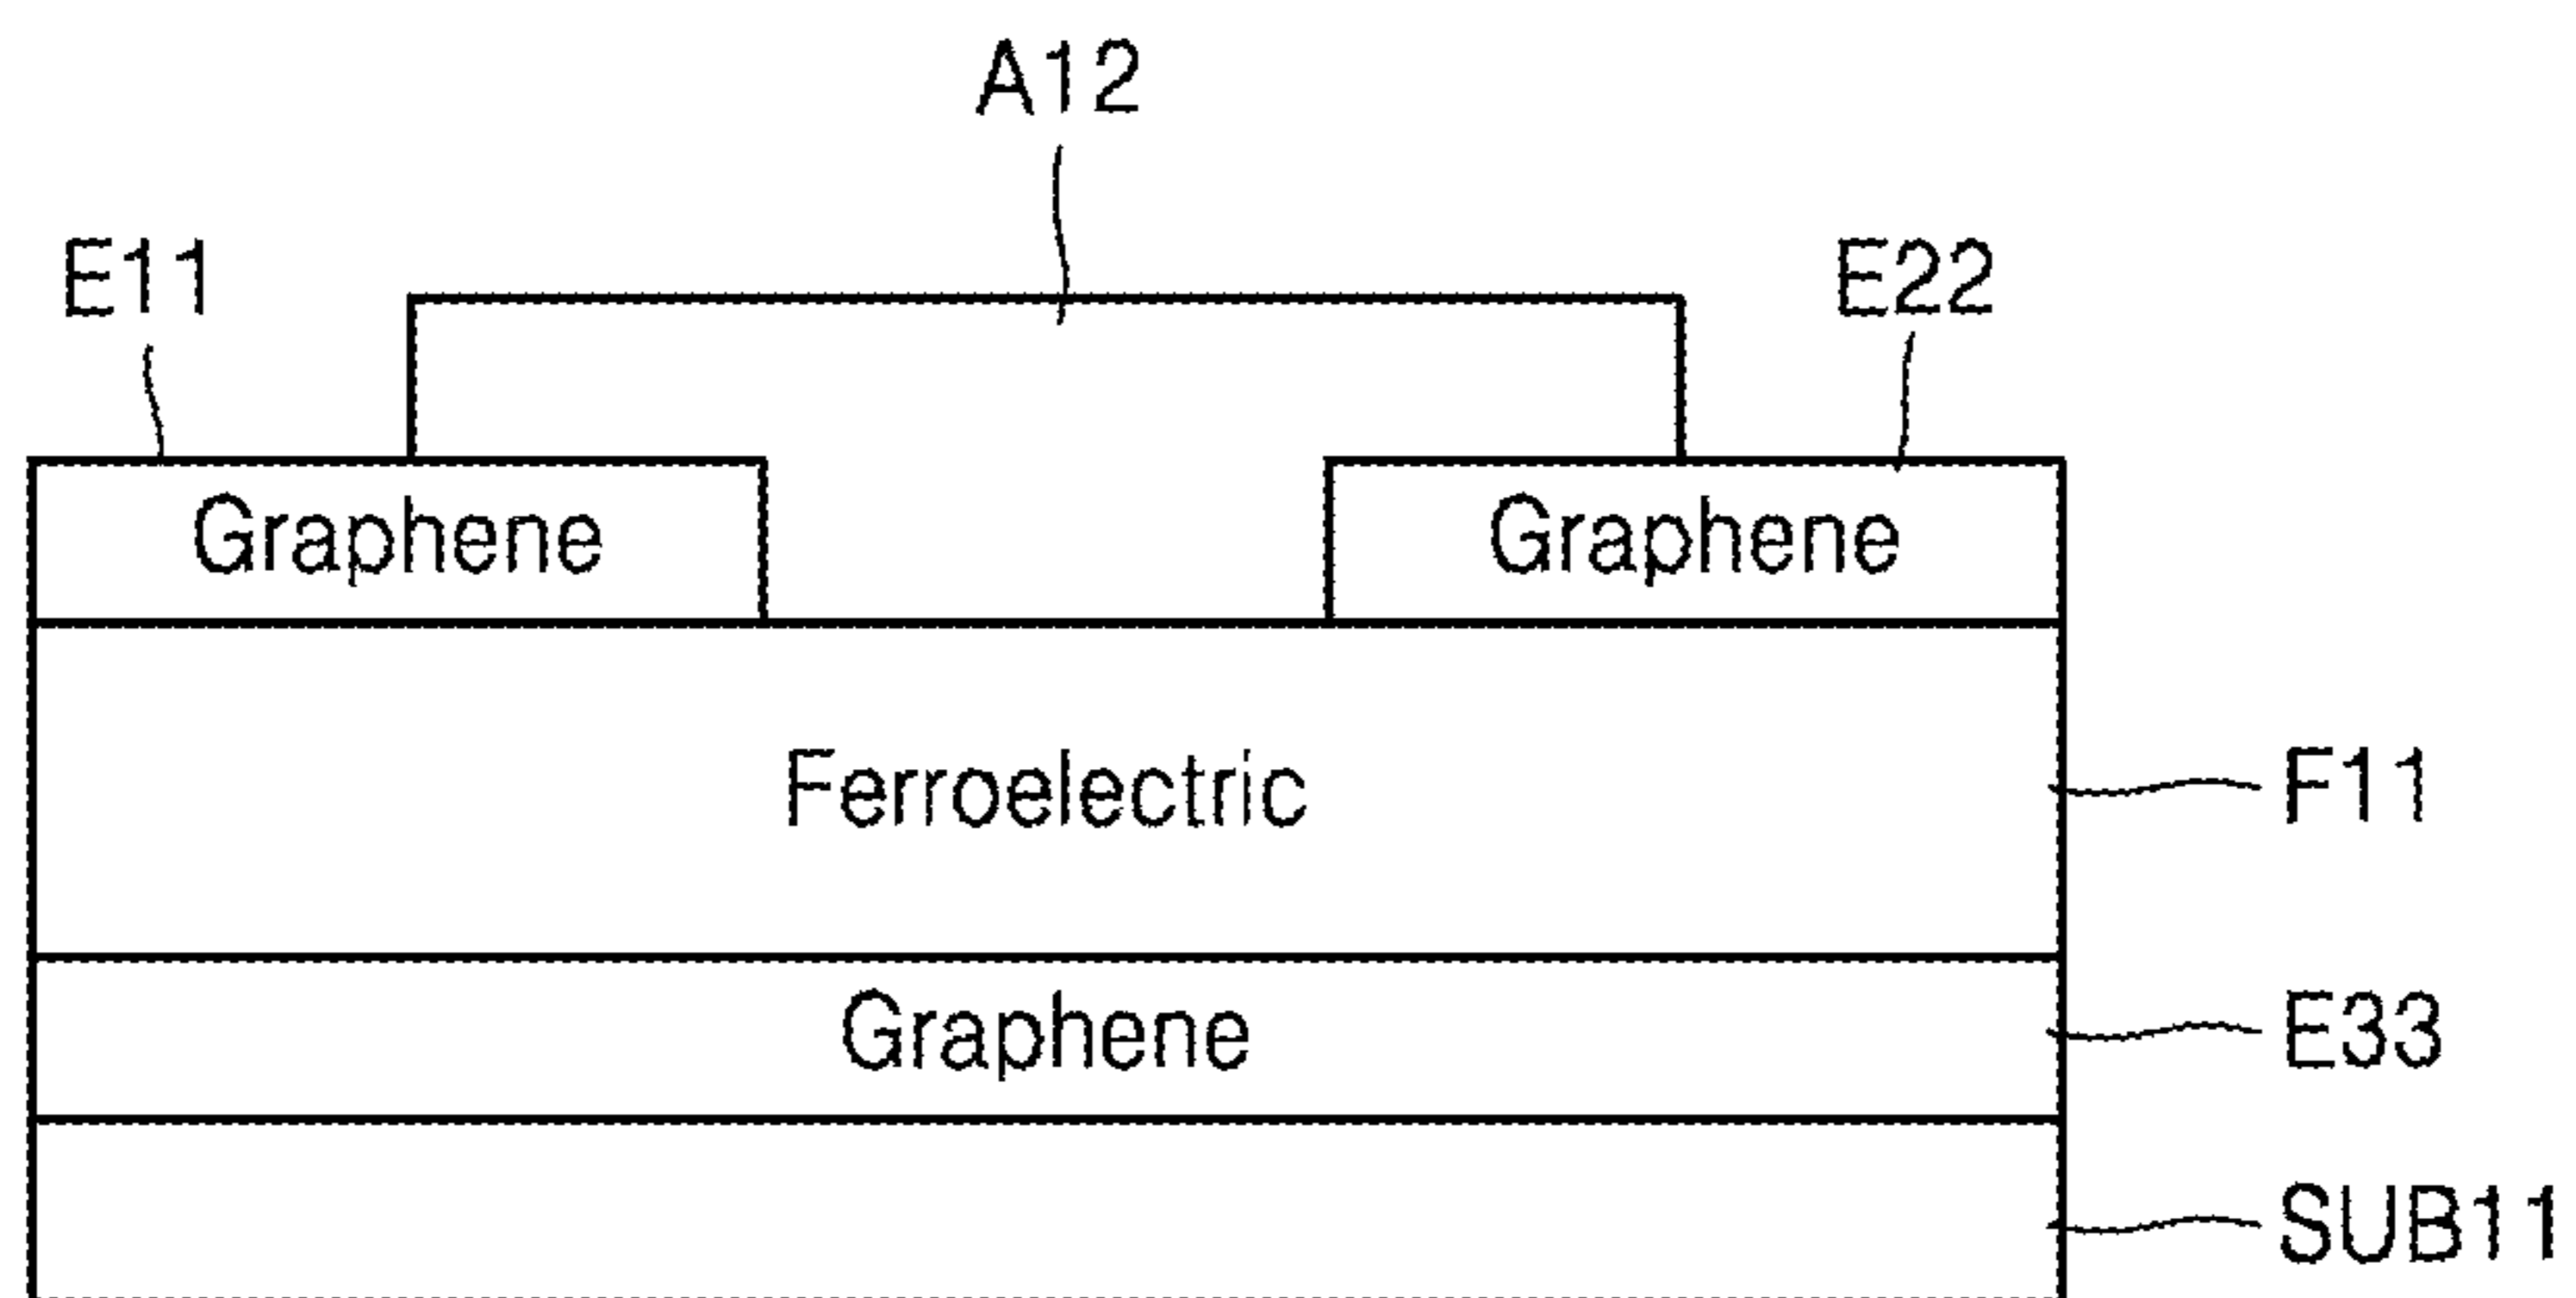 A12
E11
E22
Graphene
Graphene
Ferroelectric
F11
Graphene
E33
SUB11